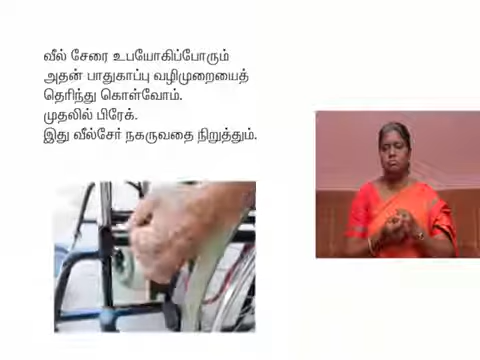 வீல் சேரை உபயோகிப்போரும்
அதன் பாதுகாப்பு வழிமுறையைத்
தெரிந்து கொள்வோம்.
முதலில் பிரேக்.
இது வீல்சேர் நகருவதை நிறுத்தும்.